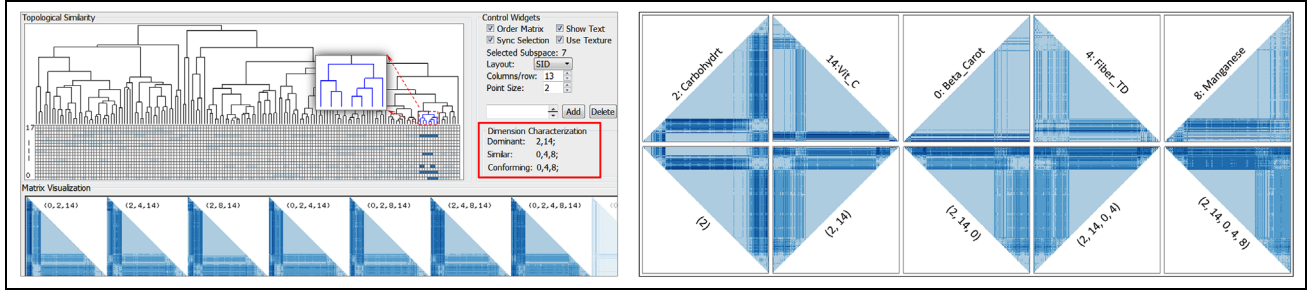 Topological Similarity
Control Widgets
Order Matrix Show Text
Sync Selection Use Texture
Selected Subspace: 7
Layout: SID
Columns/row: 13
Point Size: 2
Add Delete
Dimension Characterization
Dominant: 2,14;
Similar: 0,4,8;
Conforming: 0,4,8;
17
0
Matrix Visualization
(0,2,14) (2,4,14) (2,8,14) (0,2,4,14) (0,2,8,14) (2,4,8,14) (0,2,4,8,14) (0
2: Carbohydrt
14:Vit_C
0: Beta_Carot
4: Fiber_TD
8: Manganese
(2)
(2, 14)
(2, 14, 0)
(2, 14, 0, 4)
(2, 14, 0, 4, 8)